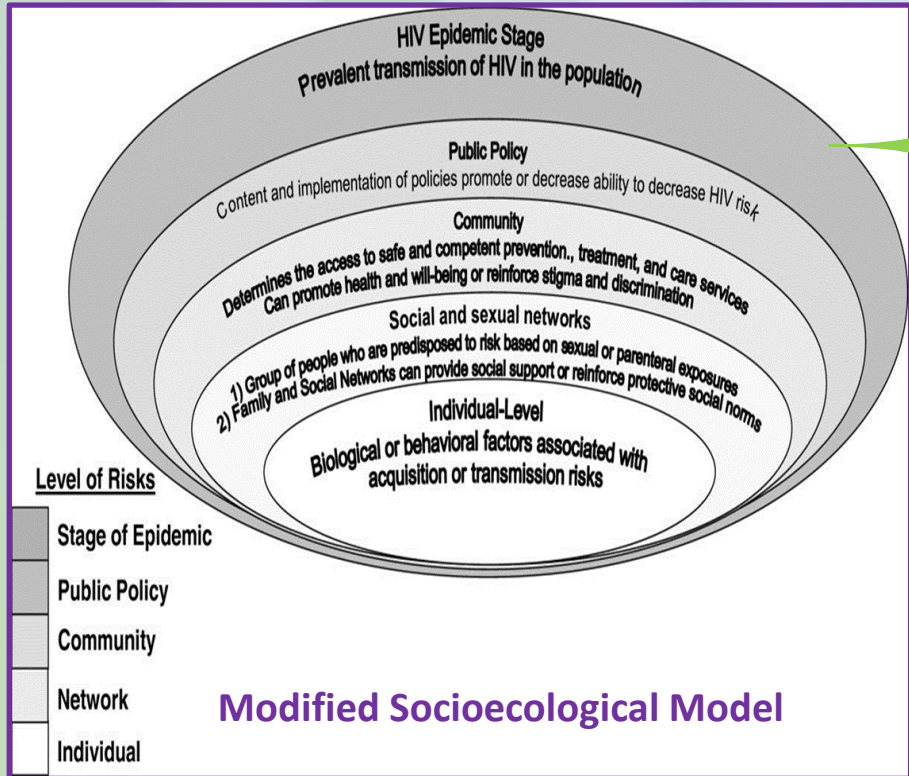 HIV Epidemic Stage
Prevalent transmission of HIV in the population
Public Policy
Content and implementation of policies promote or decrease ability to decrease HIV risk
Community
Determines the access to safe and competent prevention., treatment, and care services
Can promote health and will-being or reinforce stigma and discrimination
Social and sexual networks
1) Group of people who are predisposed to risk based on sexual or parenteral exposures
2) Family and Social Networks can provide social support or reinforce protective social norms
Individual-Level
Biological or behavioral factors associated with
acquisition or transmission risks
Level of Risks
Stage of Epidemic
Public Policy
Community
Network
Individual
Modified Socioecological Model